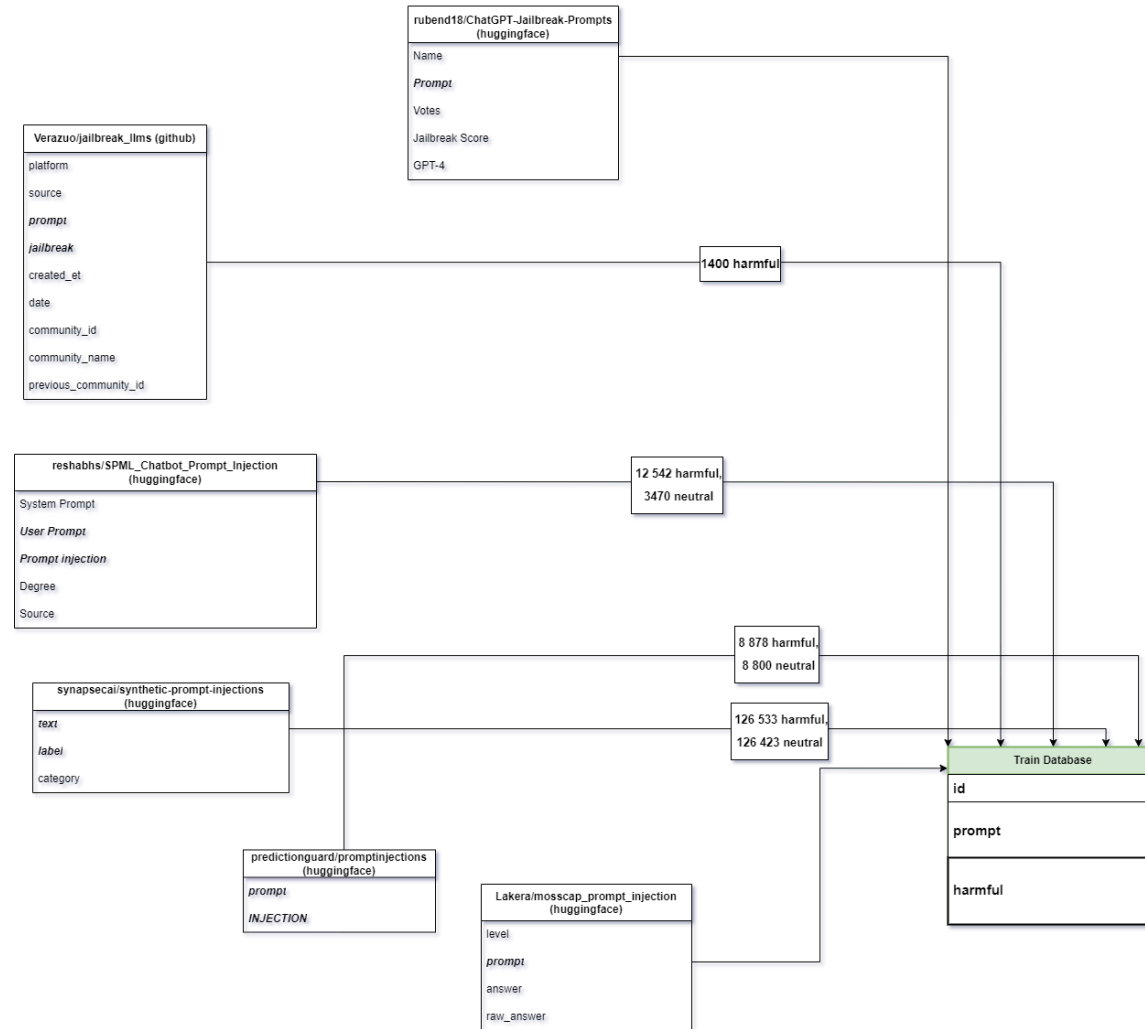 rubend18/ChatGPT-Jailbreak-Prompts
(huggingface)
Name
Prompt
Votes
Jailbreak Score
GPT-4
Verazuo/jailbreak_llms (github)
platform
source
prompt
jailbreak
created_et
date
community_id
community_name
previous_community_id
1400 harmful
reshabhs/SPML_Chatbot_Prompt_Injection
(huggingface)
System Prompt
User Prompt
Prompt injection
Degree
Source
12 542 harmful,
3470 neutral
8 878 harmful,
8 800 neutral
synapsecai/synthetic-prompt-injections
(huggingface)
text
label
category
126 533 harmful,
126 423 neutral
Train Database
id
prompt
harmful
predictionguard/promptinjections
(huggingface)
prompt
INJECTION
Lakera/mosscap_prompt_injection
(huggingface)
level
prompt
answer
raw_answer